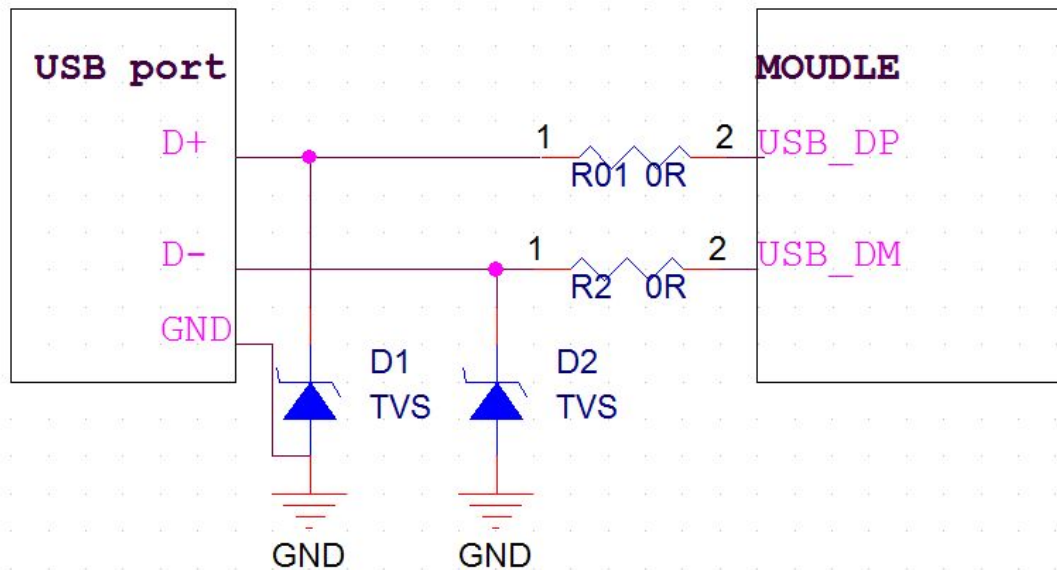 USB port
MOUDLE
D+
1
2
USB_DP
R01 0R
D-
1
2
USB_DM
R2 0R
GND
D1
TVS
D2
TVS
GND
GND